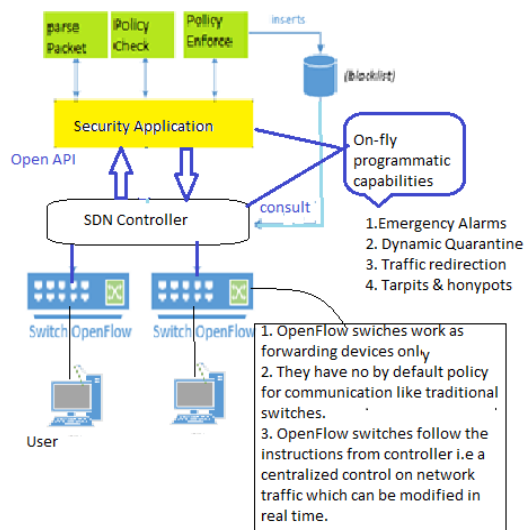 parse
Packet
Policy
Check
Policy
Enforce
inserts
(blacklist)
Security Application
Open API
On-fly
programmatic
capabilities
SDN Controller
consult
1.Emergency Alarms
2. Dynamic Quarantine
3. Traffic redirection
4. Tarpits & honypots
Switch OpenFlow
Switch OpenFlow
1. OpenFlow swiches work as
forwarding devices only
2. They have no by default policy
for communication like traditional
switches.
3. OpenFlow switches follow the
instructions from controller i.e a
centralized control on network
traffic which can be modified in
real time.
User